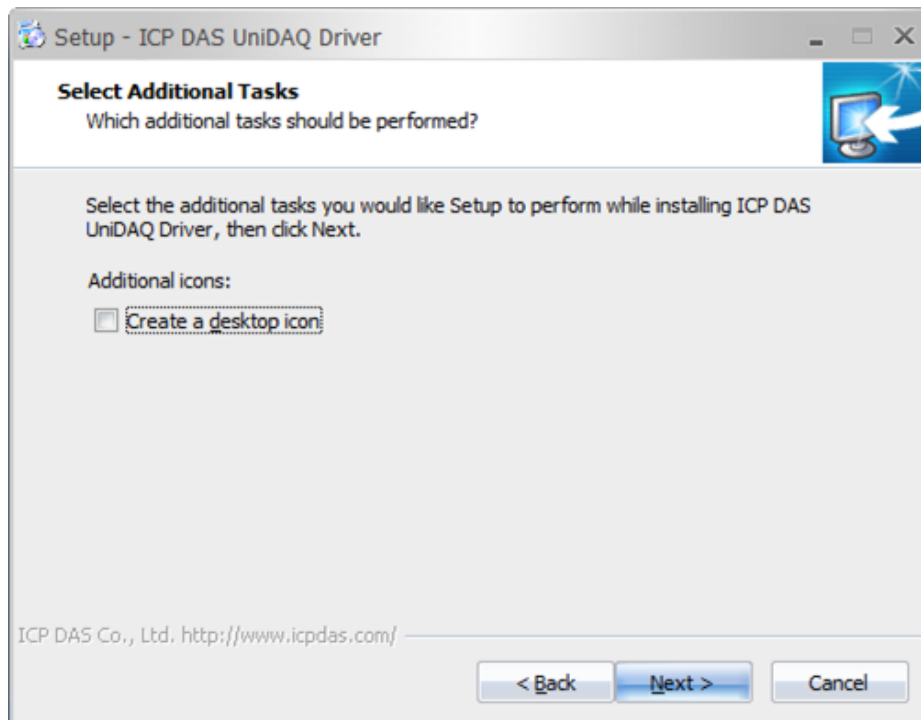 Setup - ICP DAS UniDAQ Driver
Select Additional Tasks
Which additional tasks should be performed?
Select the additional tasks you would like Setup to perform while installing ICP DAS
UniDAQ Driver, then click Next.
Additional icons:
Create a desktop icon
ICP DAS Co., Ltd. http://www.icpdas.com/
< Back
Next >
Cancel